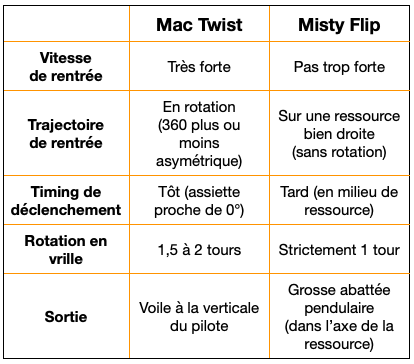 Mac Twist Misty Flip
Vitesse
de rentrée
Très forte
Pas trop forte
Trajectoire
de rentrée
En rotation
(360 plus ou
moins
asymétrique)
Sur une ressource
bien droite
(sans rotation)
Timing de
déclenchement
Tôt (assiette
proche de 0°)
Tard (en milieu de
ressource)
Rotation en
vrille
1,5 à 2 tours
Strictement 1 tour
Sortie
Voile à la verticale
du pilote
Grosse abattée
pendulaire
(dans l'axe de la
ressource)